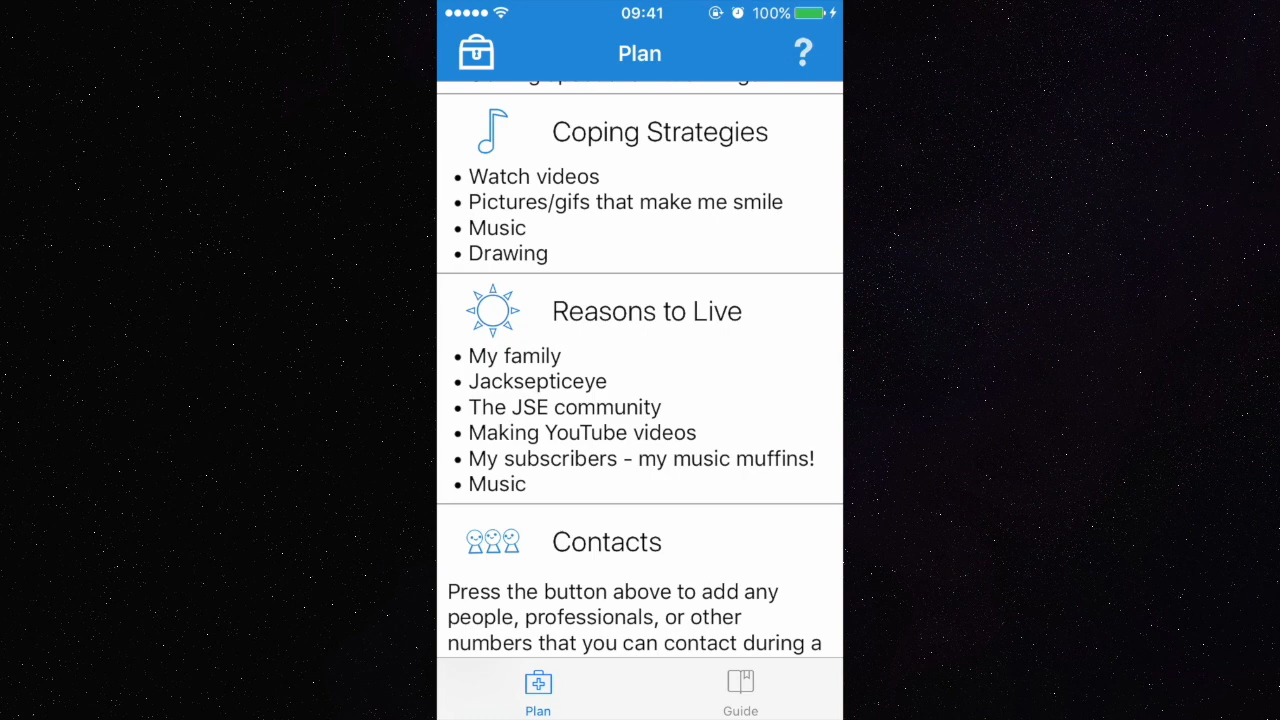 09:41
100%
Plan
?
Coping Strategies
• Watch videos
• Pictures/gifs that make me smile
• Music
• Drawing
Reasons to Live
• My family
• Jacksepticeye
• The JSE community
• Making YouTube videos
• My subscribers - my music muffins!
• Music
Contacts
Press the button above to add any
people, professionals, or other
numbers that you can contact during a
Plan
Guide